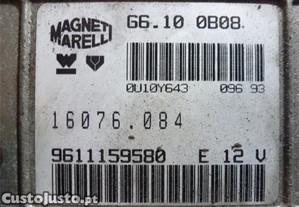 MAGNETI MARELLI G6.10 0B08
0U10Y643 096 93
16076.084
9611159580 E 12 V
CustoJusto.pt